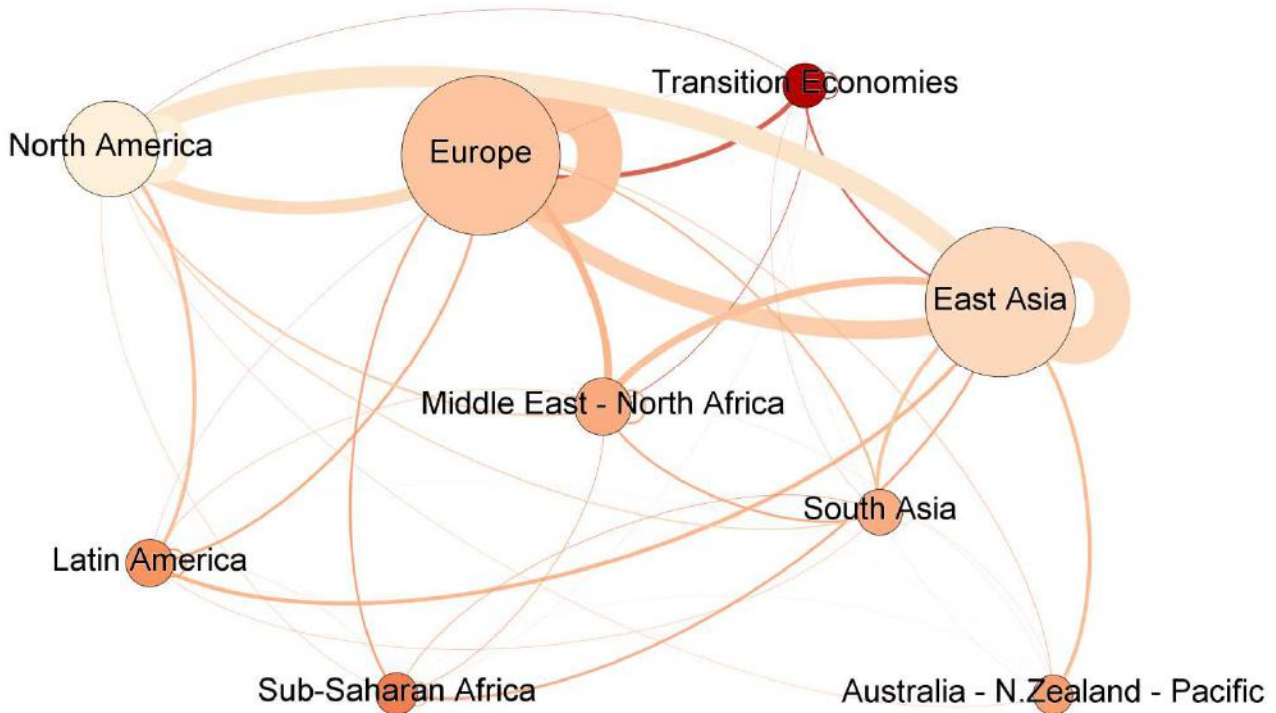 Transition Economies
North America
Europe
East Asia
Middle East - North Africa
South Asia
Latin America
Sub-Saharan Africa
Australia - N.Zealand - Pacific